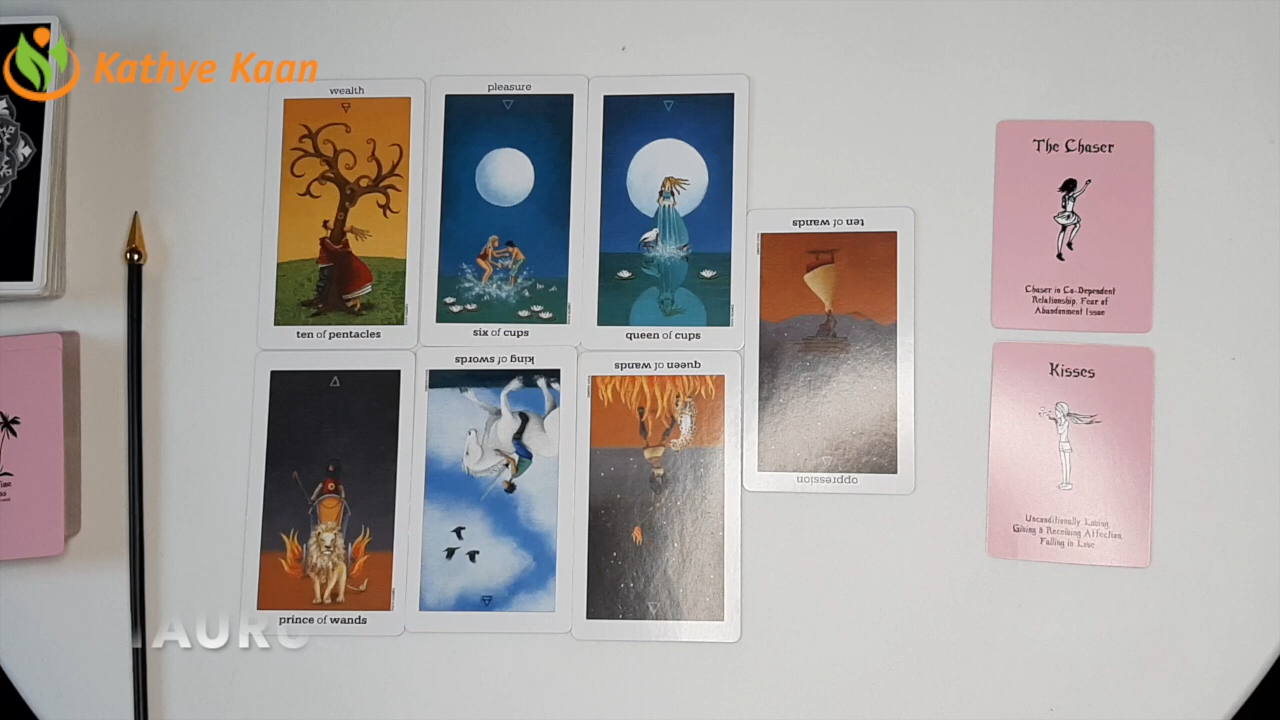 Kathye Kaan
wealth
ten of pentacles
pleasure
six of cups
queen of cups
ten of wands
oppression
prince of wands
king of swords
queen of wands
The Chaser
Chaser in Co-Dependent
Relationship. Fear of
Abandonment Issue
Kisses
Unconditionally Loving,
Giving & Receiving Affection,
Falling in Love
AURU